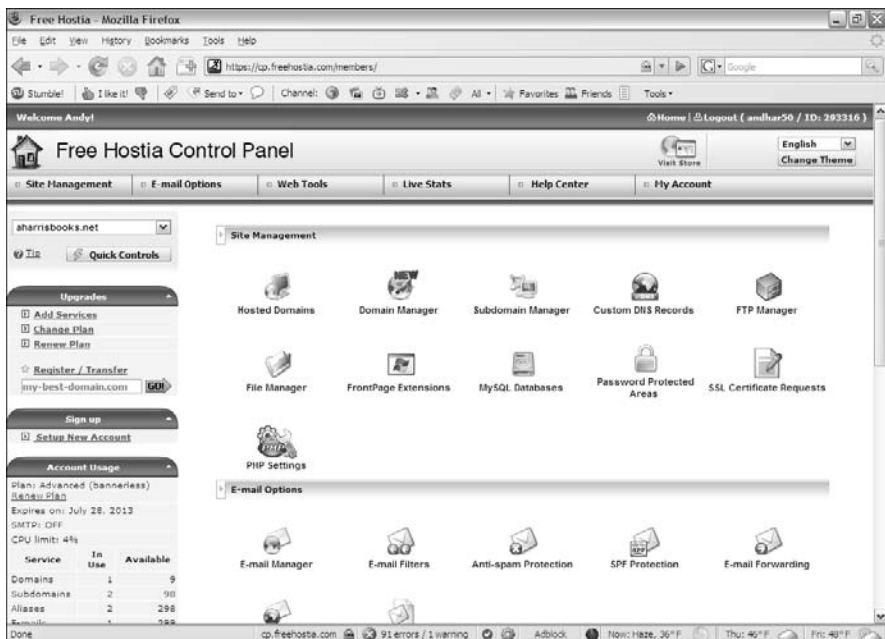 Free Hostia - Mozilla Firefox
File Edit View History Bookmarks Tools Help
https://cp.freehostia.com/members/
Google
Stumble! I like it! Send to Channel: All Favorites Friends Tools
Welcome Andy!
Home | Logout ( andhar50 / ID: 293316 )
Free Hostia Control Panel
Visit Store
English
Change Theme
Site Management E-mail Options Web Tools Live Stats Help Center My Account
aharrisbooks.net
Tip Quick Controls
Upgrades
Add Services
Change Plan
Renew Plan
Register / Transfer
my-best-domain.com GO!
Sign up
Setup New Account
Account Usage
Plan: Advanced (bannerless)
Renew Plan
Expires on: July 28, 2013
SMTP: OFF
CPU limit: 4%
Service In Use Available
Domains 1 9
Subdomains 2 98
Aliases 2 298
E-mails 1 299
Site Management
NEW
Hosted Domains Domain Manager Subdomain Manager Custom DNS Records FTP Manager
File Manager FrontPage Extensions MySQL Databases Password Protected Areas SSL Certificate Requests
PHP
PHP Settings
E-mail Options
SPF
E-mail Manager E-mail Filters Anti-spam Protection SPF Protection E-mail Forwarding
Done cp.freehostia.com 91 errors / 1 warning Adblock Now: Haze, 36°F Thu: 46°F Fri: 48°F